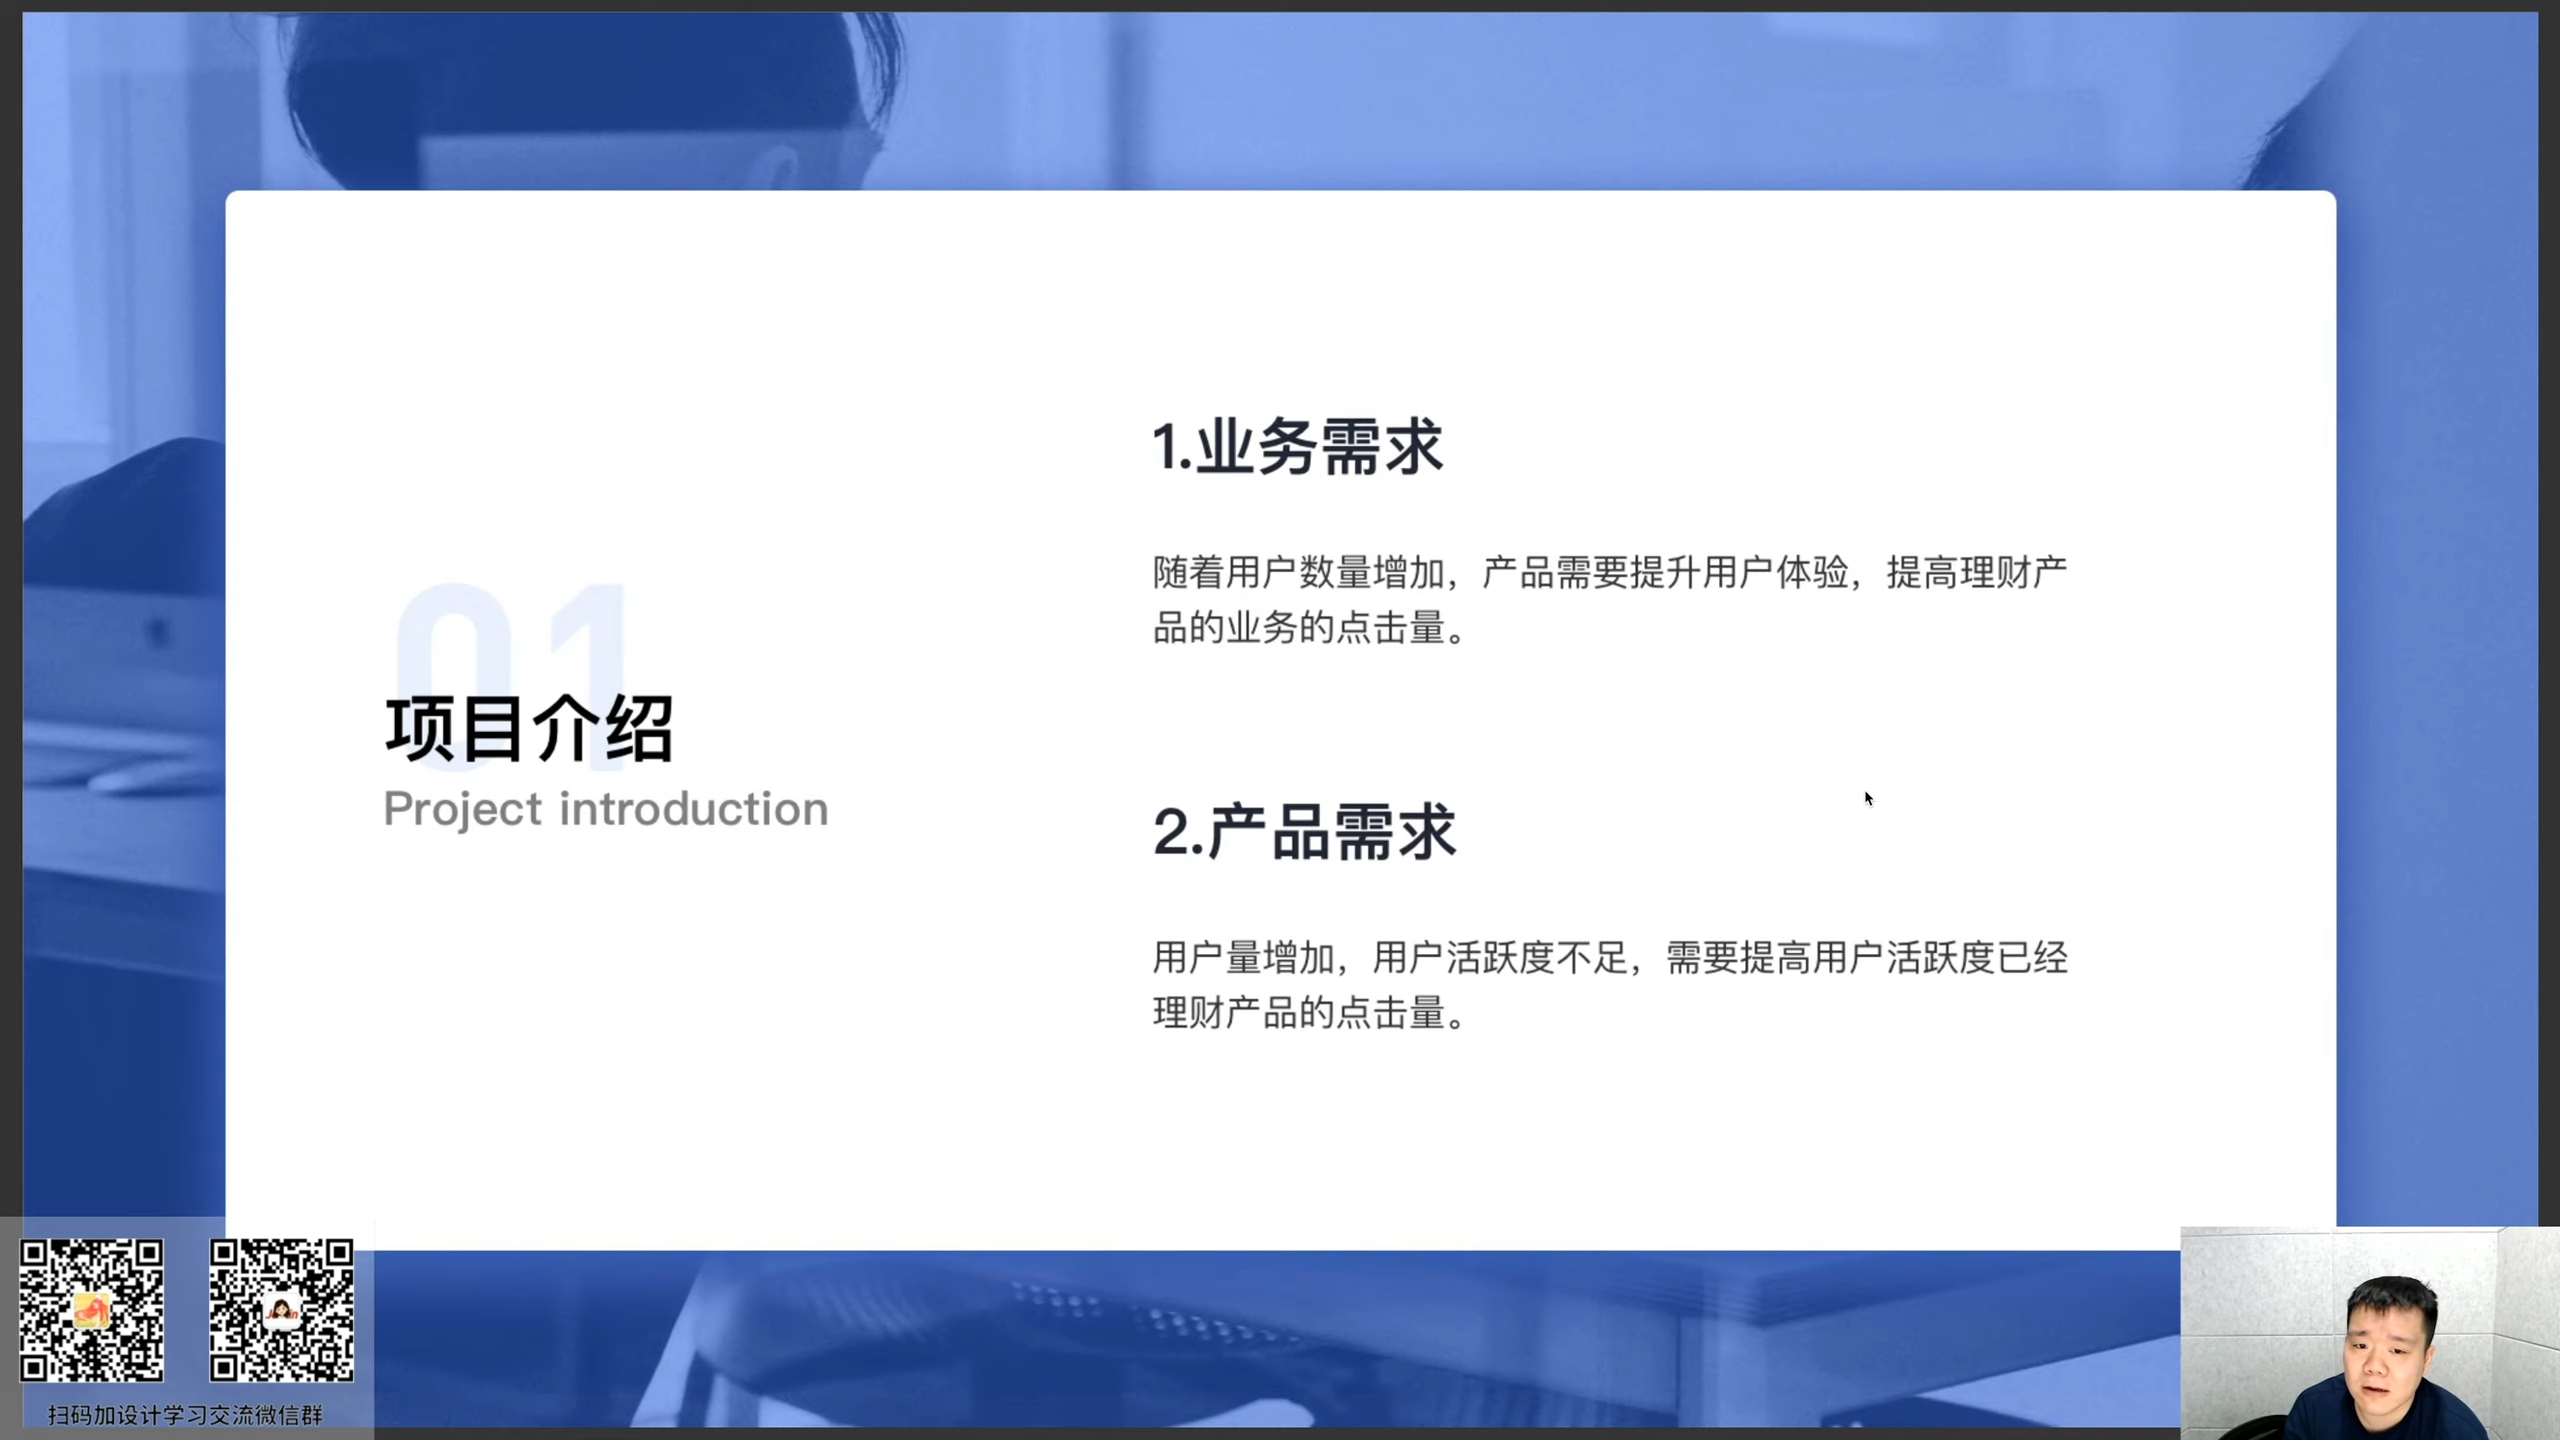 01
项目介绍
Project introduction
1.业务需求
随着用户数量增加，产品需要提升用户体验，提高理财产
品的业务的点击量。
2.产品需求
用户量增加，用户活跃度不足，需要提高用户活跃度已经
理财产品的点击量。
扫码加设计学习交流微信群